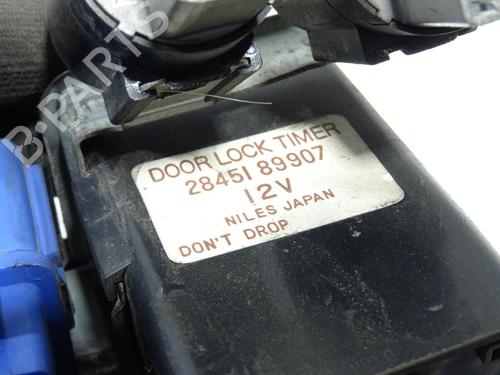 DOOR LOCK TIMER
28451 89907
12V
NILES JAPAN
DON'T DROP
B-PARTS